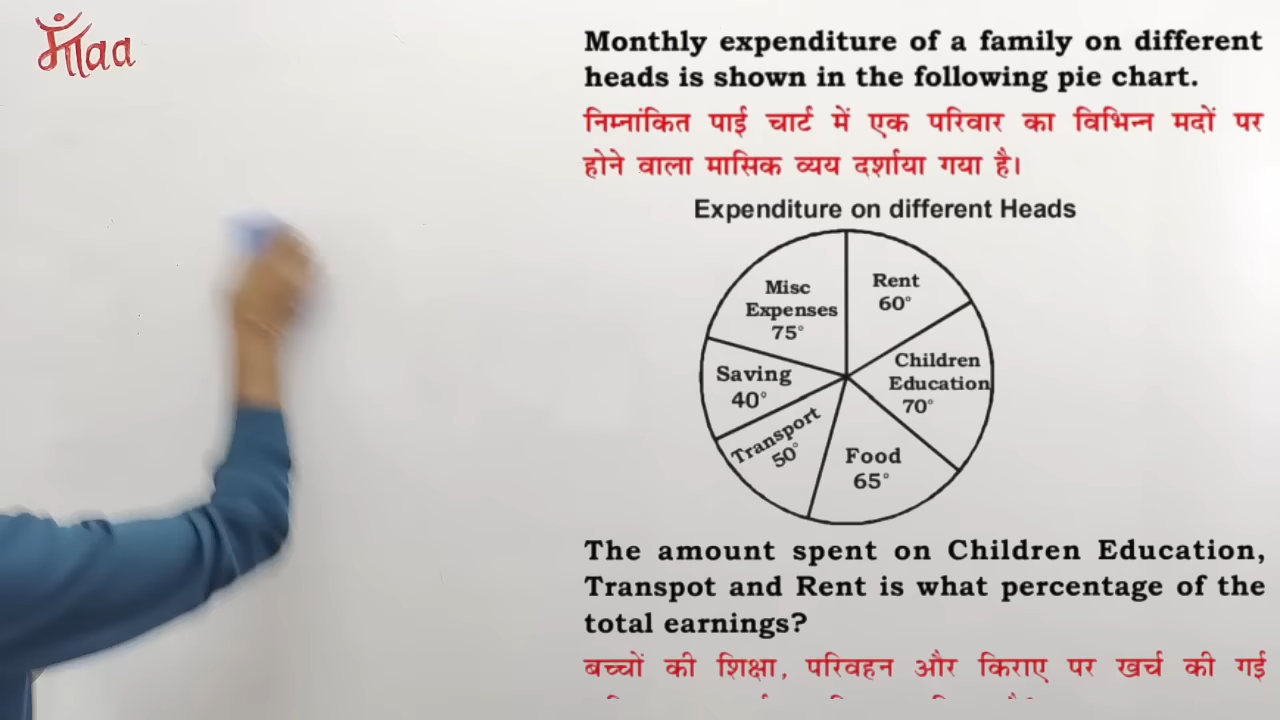 माँaa
Monthly expenditure of a family on different
heads is shown in the following pie chart.
निम्नांकित पाई चार्ट में एक परिवार का विभिन्न मदों पर
होने वाला मासिक व्यय दर्शाया गया है।
Expenditure on different Heads
Misc
Expenses
75°
Rent
60°
Children
Education
70°
Saving
40°
Transport
50°
Food
65°
The amount spent on Children Education,
Transpot and Rent is what percentage of the
total earnings?
बच्चों की शिक्षा, परिवहन और किराए पर खर्च की गई